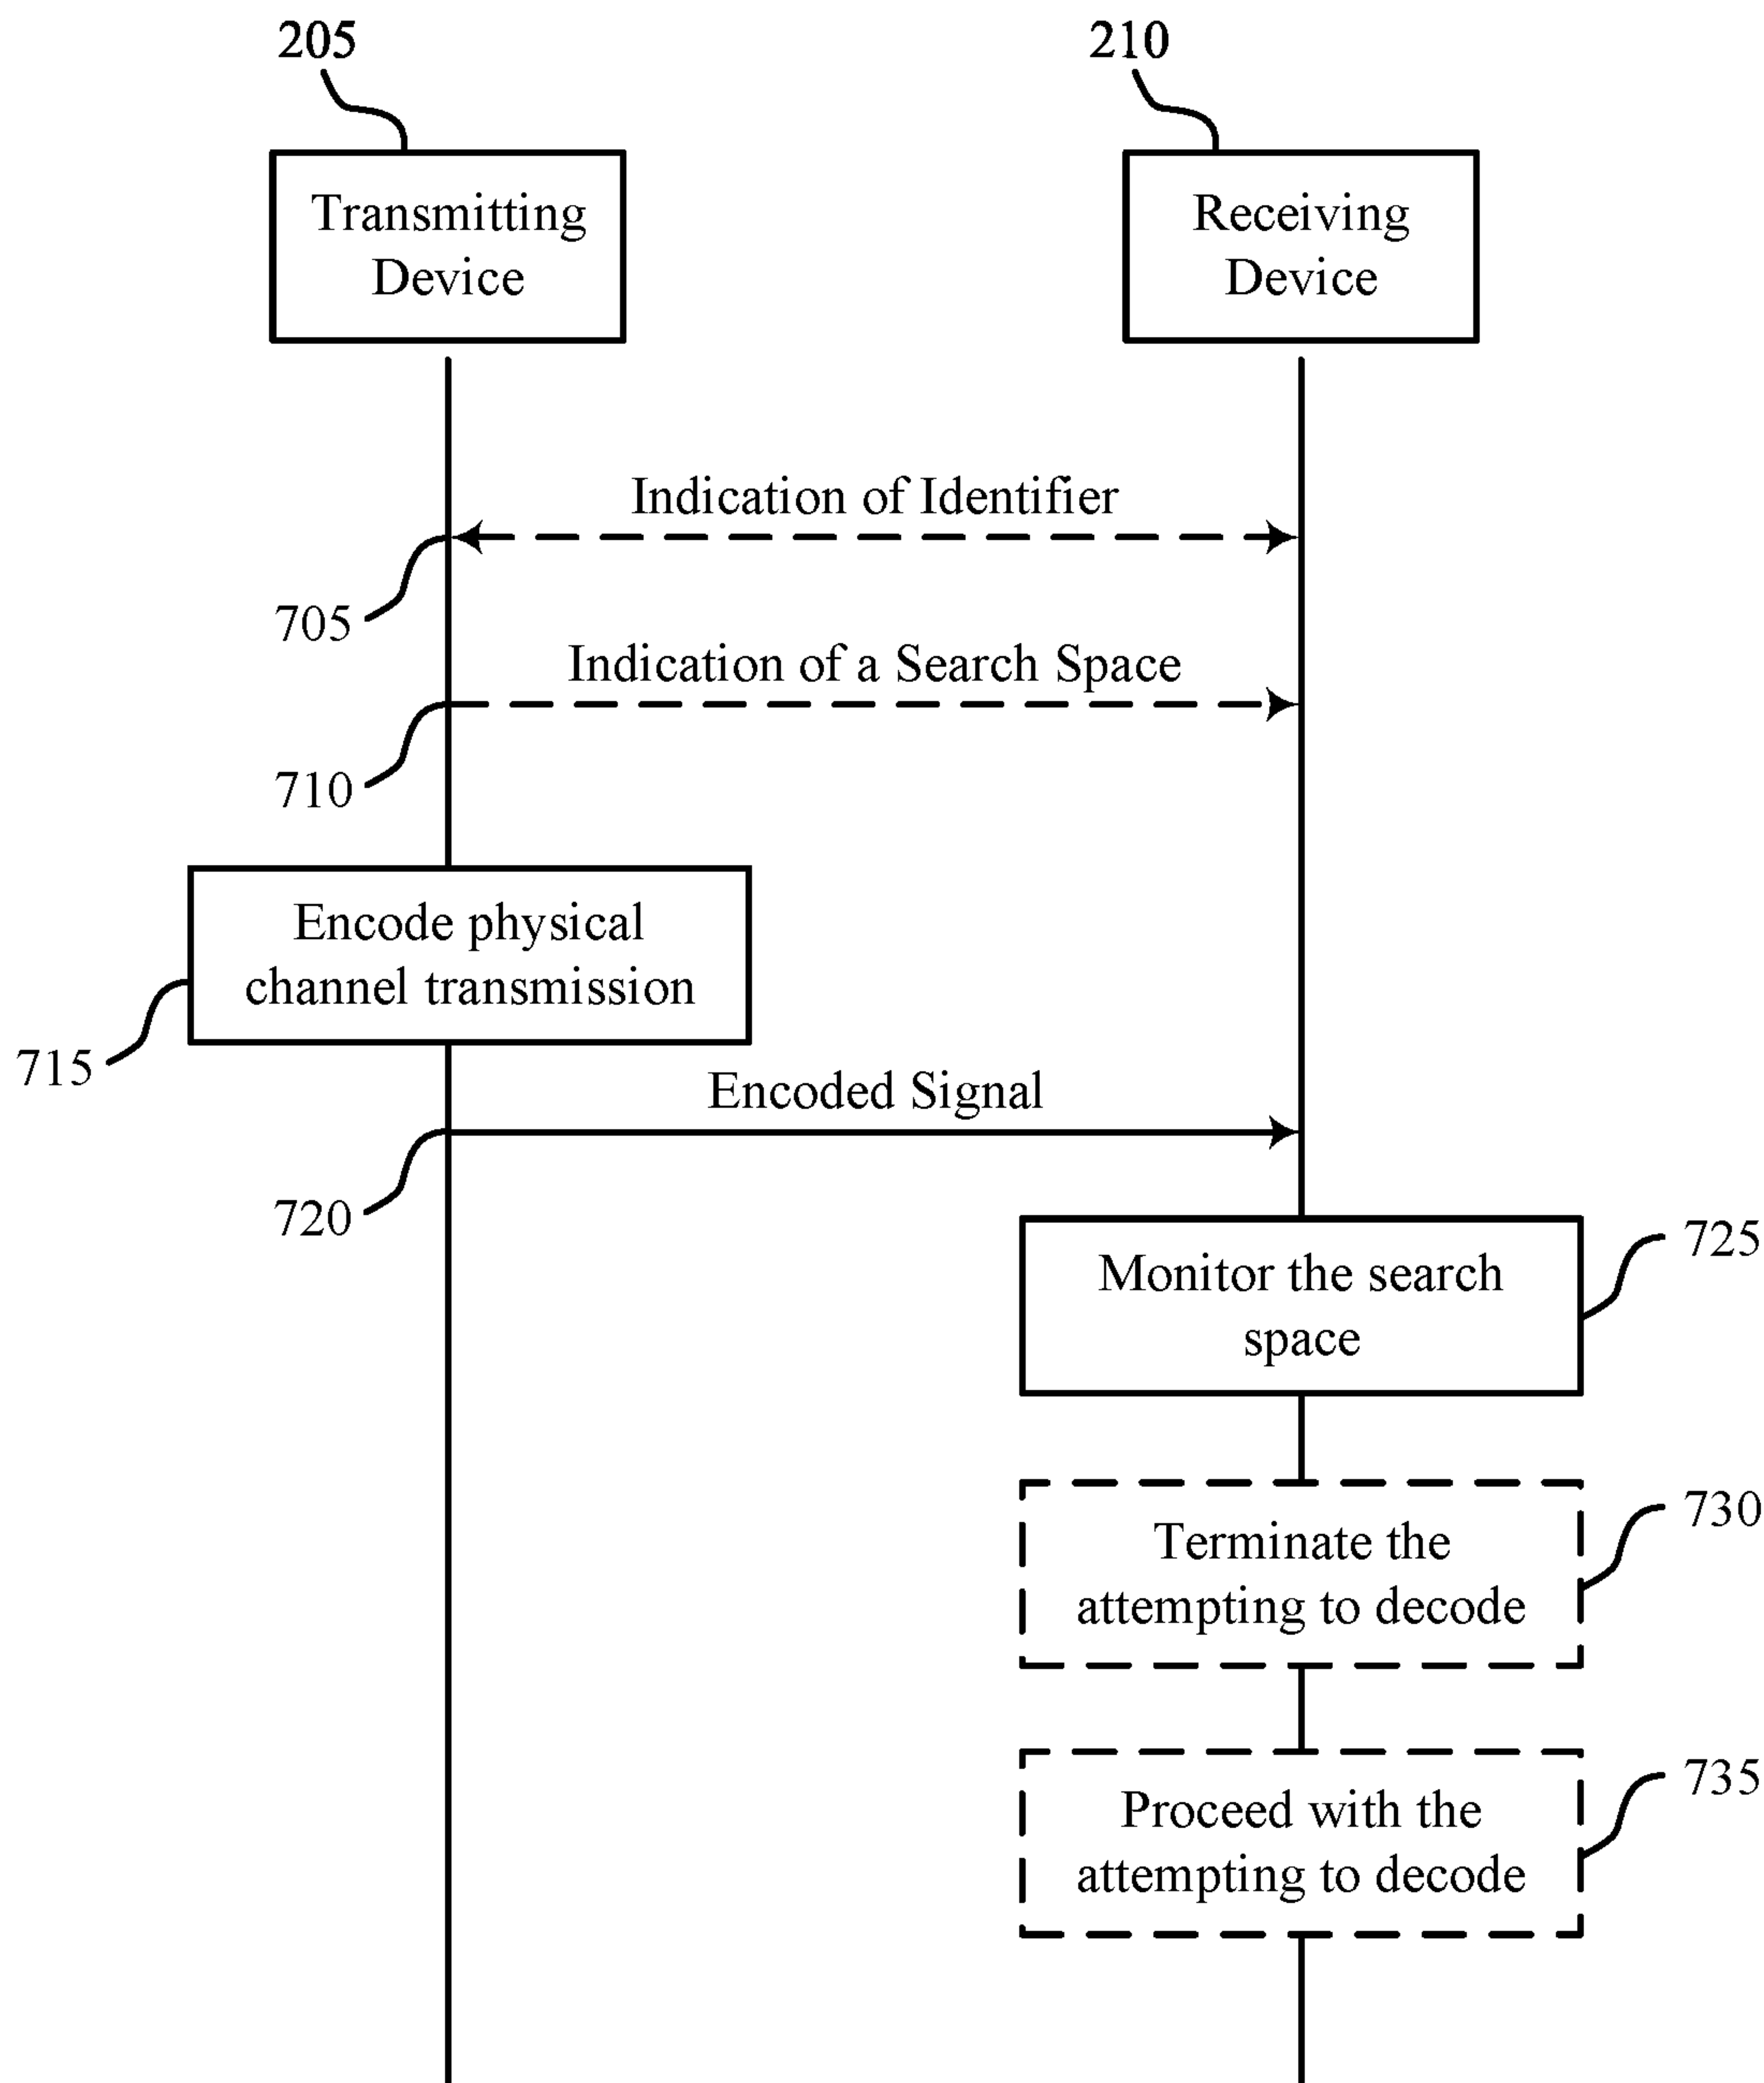 205
210
Transmitting
Device
Receiving
Device
Indication of Identifier
705
Indication of a Search Space
710
Encode physical
channel transmission
715
Encoded Signal
720
725
Monitor the search
space
730
Terminate the
attempting to decode
735
Proceed with the
attempting to decode